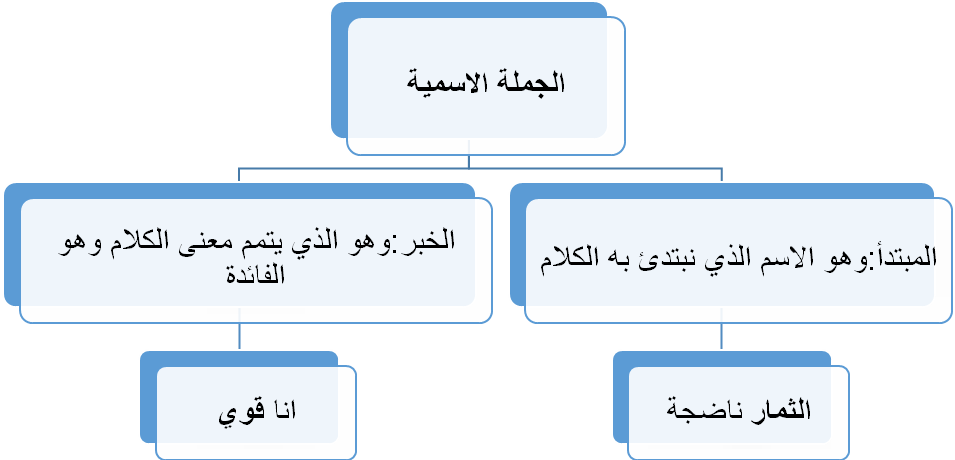 الجملة الاسمية
المبتدأ:وهو الاسم الذي نبتدئ به الكلام
الخبر:وهو الذي يتمم معنى الكلام وهو
الفائدة
الثمار ناضجة
انا قوي